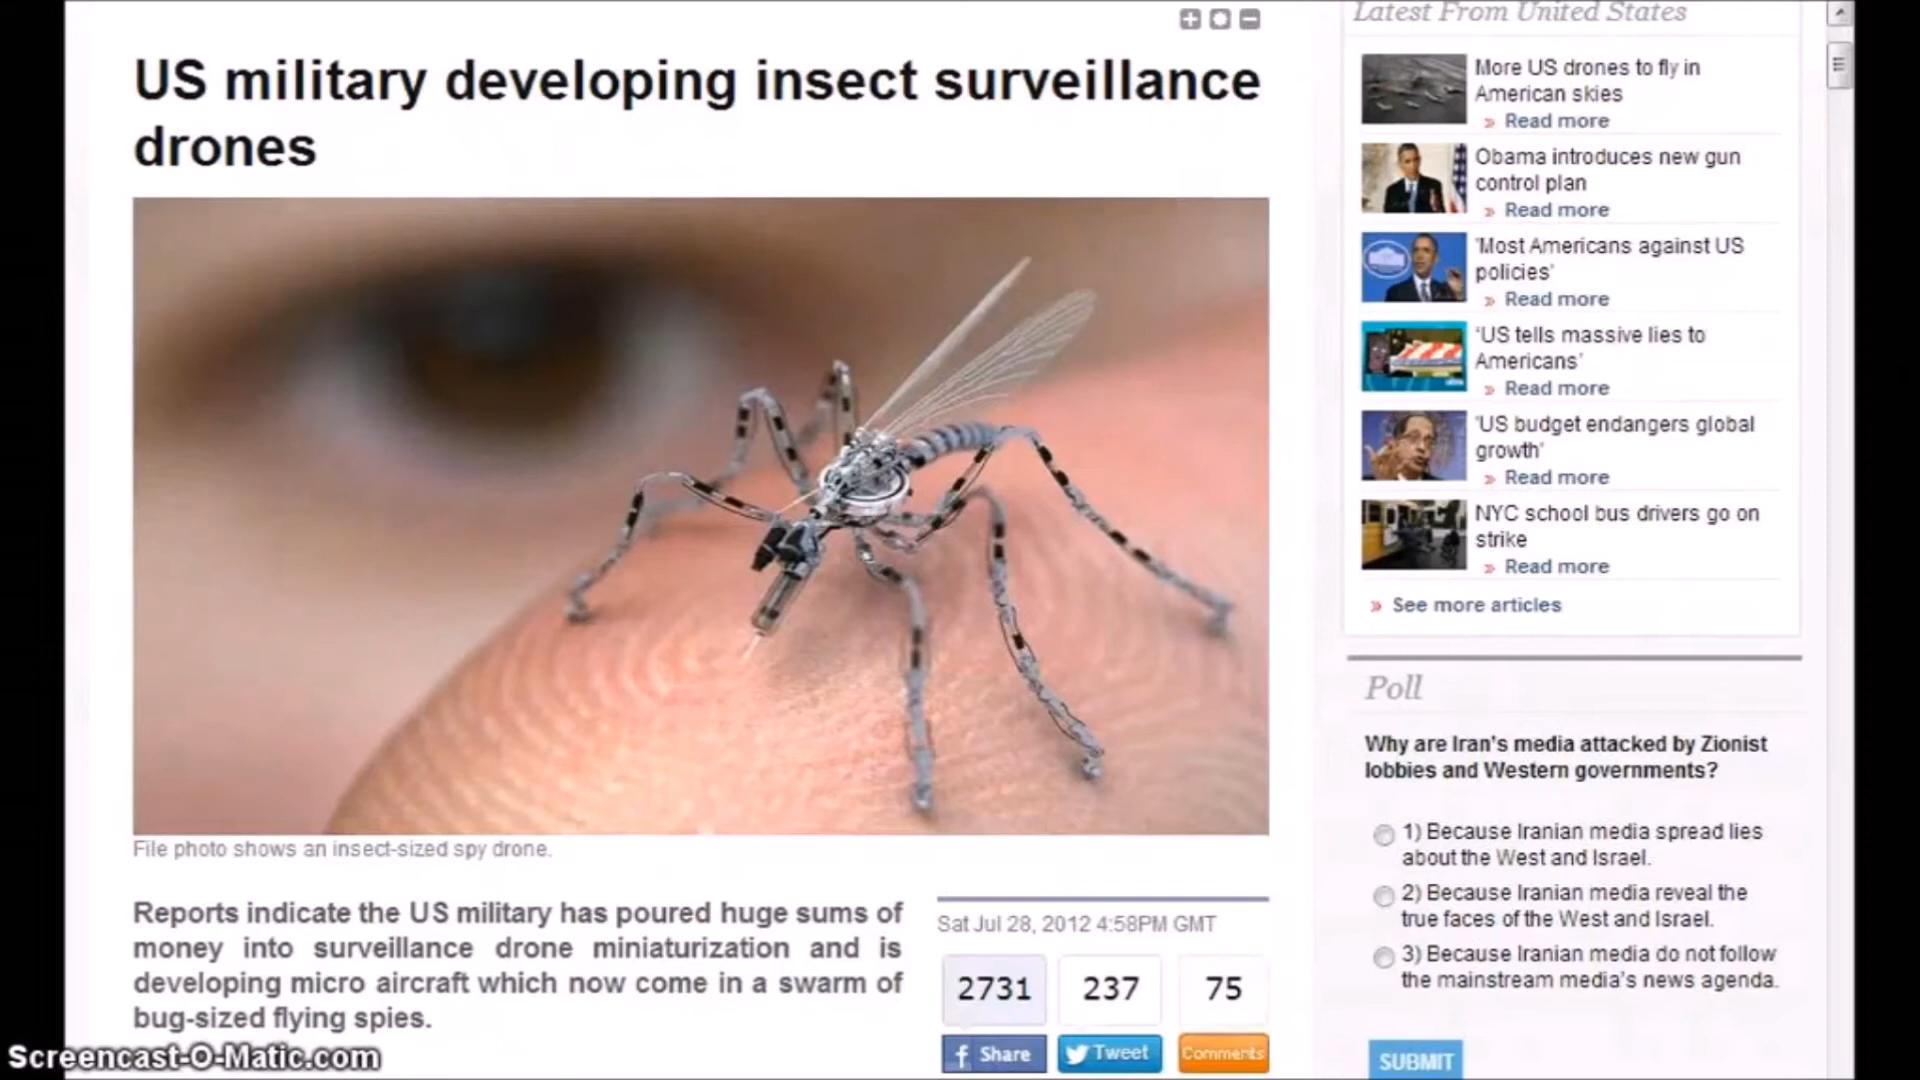 US military developing insect surveillance
drones
File photo shows an insect-sized spy drone.
Reports indicate the US military has poured huge sums of
money into surveillance drone miniaturization and is
developing micro aircraft which now come in a swarm of
bug-sized flying spies.
Sat Jul 28, 2012 4:58PM GMT
2731
237
75
Share
Tweet
Comments
Latest From United States
More US drones to fly in
American skies
» Read more
Obama introduces new gun
control plan
» Read more
'Most Americans against US
policies'
» Read more
‘US tells massive lies to
Americans’
» Read more
'US budget endangers global
growth'
» Read more
NYC school bus drivers go on
strike
» Read more
» See more articles
Poll
Why are Iran's media attacked by Zionist
lobbies and Western governments?
1) Because Iranian media spread lies
about the West and Israel.
2) Because Iranian media reveal the
true faces of the West and Israel.
3) Because Iranian media do not follow
the mainstream media's news agenda.
SUBMIT
Screencast-O-Matic.com